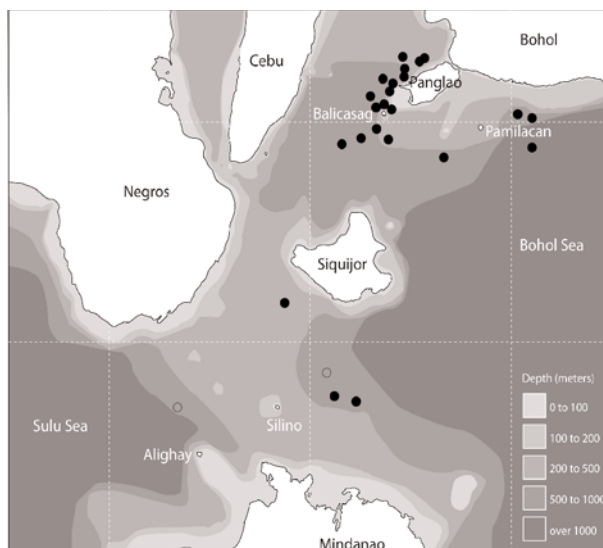 Bohol
Cebu
Panglao
Balicasag
Pamilacan
Negros
Siquijor
Bohol Sea
Depth (meters)
0 to 100
100 to 200
200 to 500
500 to 1000
over 1000
Sulu Sea
Silino
Alighay
Mindanao